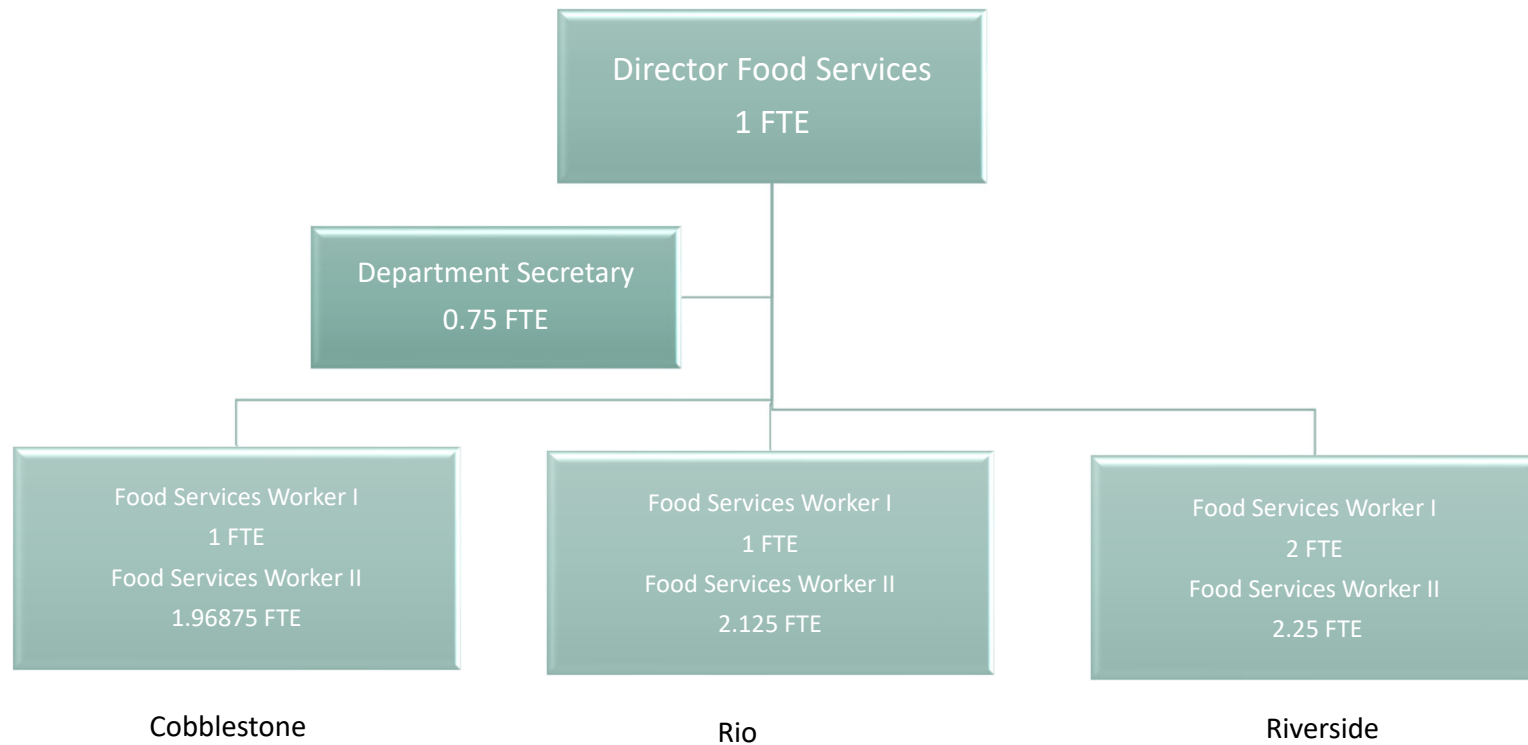 Director Food Services
1 FTE
Department Secretary
0.75 FTE
Food Services Worker I
1 FTE
Food Services Worker II
1.96875 FTE
Food Services Worker I
1 FTE
Food Services Worker II
2.125 FTE
Food Services Worker I
2 FTE
Food Services Worker II
2.25 FTE
Cobblestone
Rio
Riverside